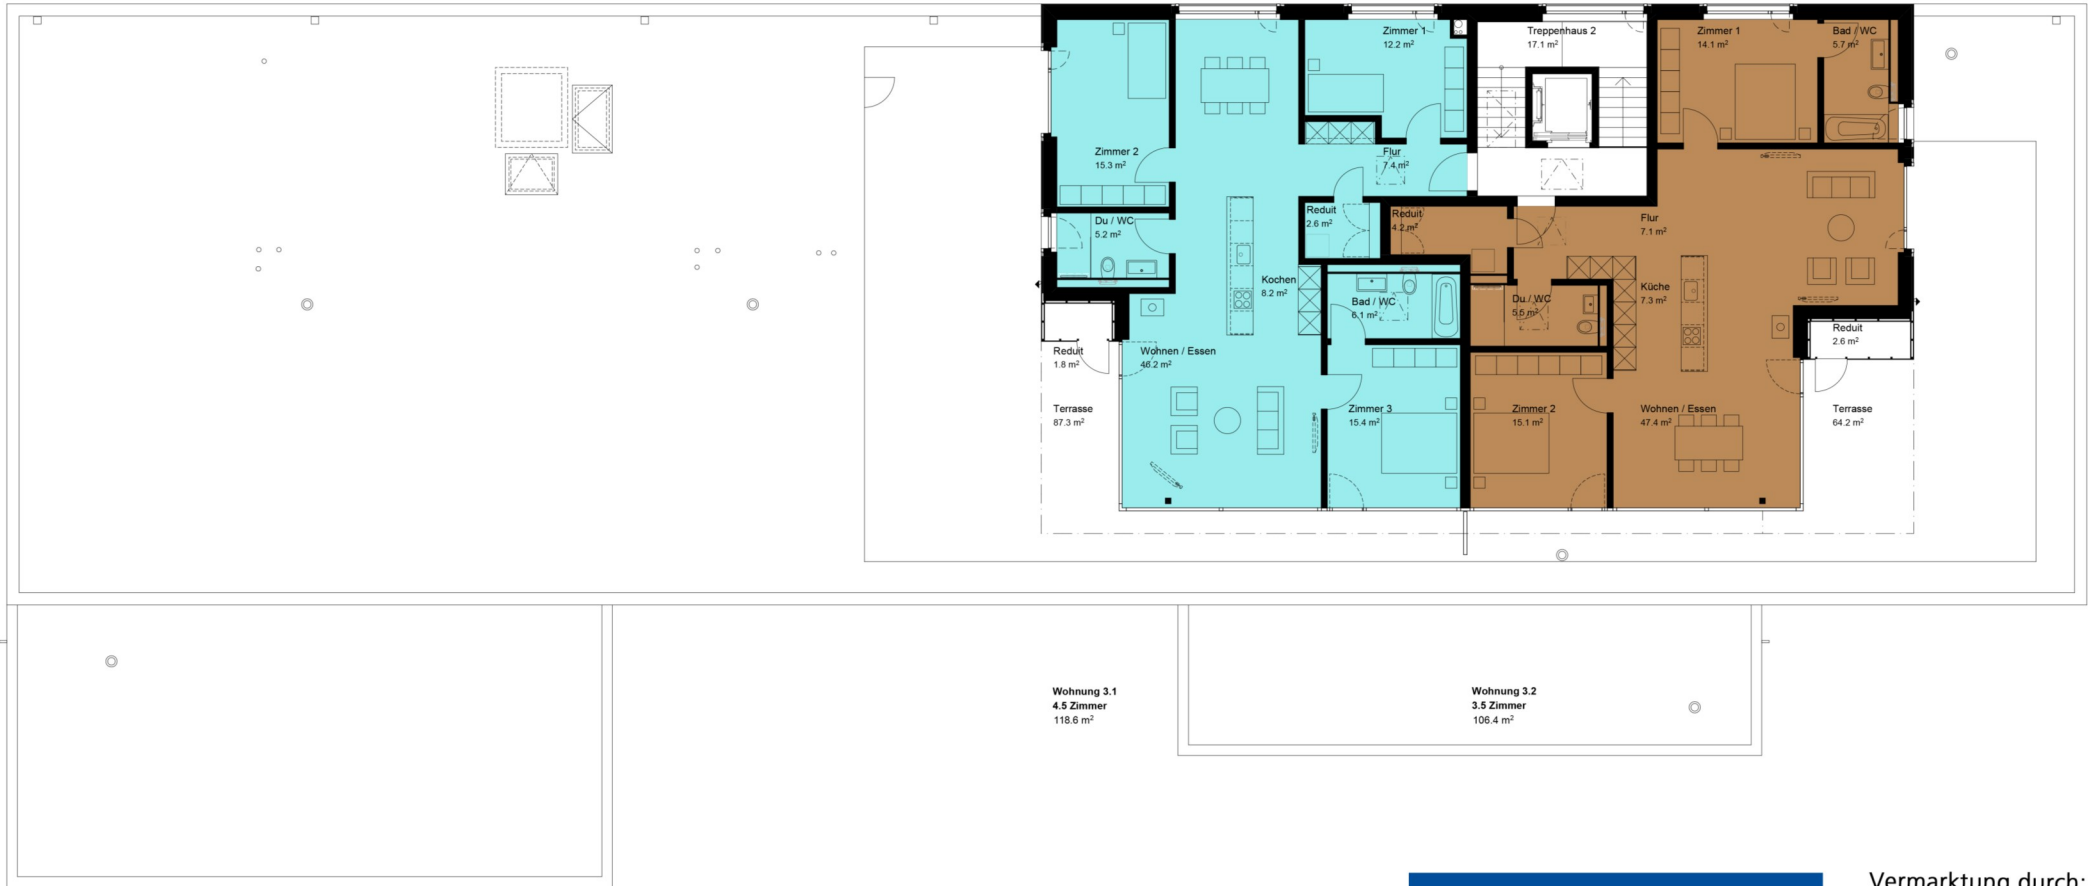 Zimmer 1
12.2 m²
Treppenhaus 2
17.1 m²
Zimmer 1
14.1 m²
Bad / WC
5.7 m²
Zimmer 2
15.3 m²
Flur
7.4 m²
Du / WC
5.2 m²
Reduit
2.6 m²
Reduit
4.2 m²
Flur
7.1 m²
Kochen
8.2 m²
Bad / WC
6.1 m²
Du / WC
5.5 m²
Küche
7.3 m²
Reduit
1.8 m²
Wohnen / Essen
46.2 m²
Reduit
2.6 m²
Terrasse
87.3 m²
Zimmer 3
15.4 m²
Zimmer 2
15.1 m²
Wohnen / Essen
47.4 m²
Terrasse
64.2 m²
Wohnung 3.1
4.5 Zimmer
118.6 m²
Wohnung 3.2
3.5 Zimmer
106.4 m²
Vermarktung durch: